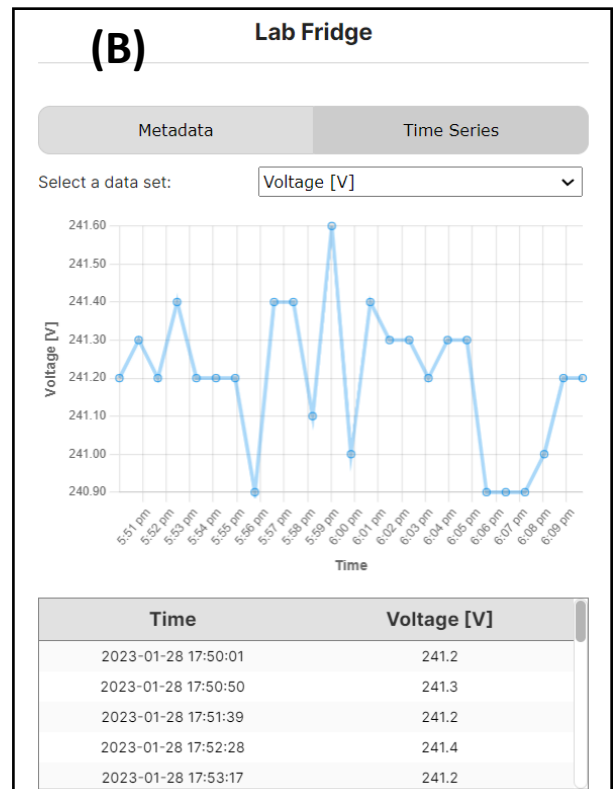 (B)
Lab Fridge
Metadata Time Series
Select a data set: Voltage [V]
241.60
241.50
241.40
241.30
241.20
241.10
241.00
240.90
Voltage [V]
5:51 pm 5:52 pm 5:53 pm 5:54 pm 5:55 pm 5:56 pm 5:57 pm 5:58 pm 5:59 pm 6:00 pm 6:01 pm 6:02 pm 6:03 pm 6:04 pm 6:05 pm 6:06 pm 6:07 pm 6:08 pm 6:09 pm
Time
Time Voltage [V]
2023-01-28 17:50:01 241.2
2023-01-28 17:50:50 241.3
2023-01-28 17:51:39 241.2
2023-01-28 17:52:28 241.4
2023-01-28 17:53:17 241.2